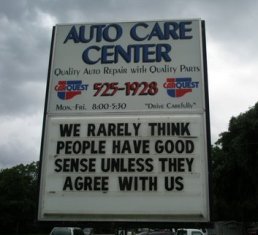 AUTO CARE
CENTER
Quality Auto Repair with Quality Parts
CARQUEST 525-1928 CARQUEST
Mon.-Fri. 8:00-5:30 "Drive Carefully"
WE RARELY THINK
PEOPLE HAVE GOOD
SENSE UNLESS THEY
AGREE WITH US